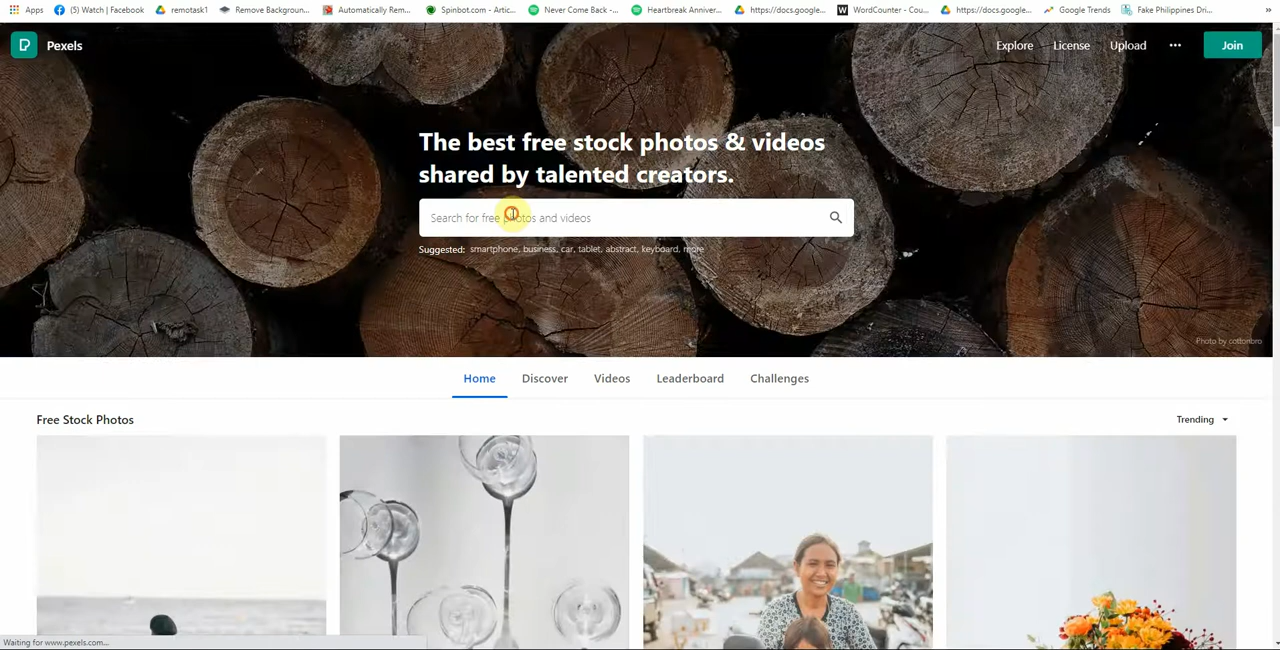 Apps (5) Watch | Facebook remotask1 Remove Backgroun... Automatically Rem... Spinbot.com - Artic... Never Come Back -... Heartbreak Anniver... https://docs.google... WordCounter - Cou... https://docs.google... Google Trends Fake Philippines Dri... »
Pexels Explore License Upload ... Join
The best free stock photos & videos
shared by talented creators.
Search for free photos and videos
Suggested: smartphone, business, car, tablet, abstract, keyboard, more
Photo by cottonbro
Home Discover Videos Leaderboard Challenges
Free Stock Photos Trending
Waiting for www.pexels.com...